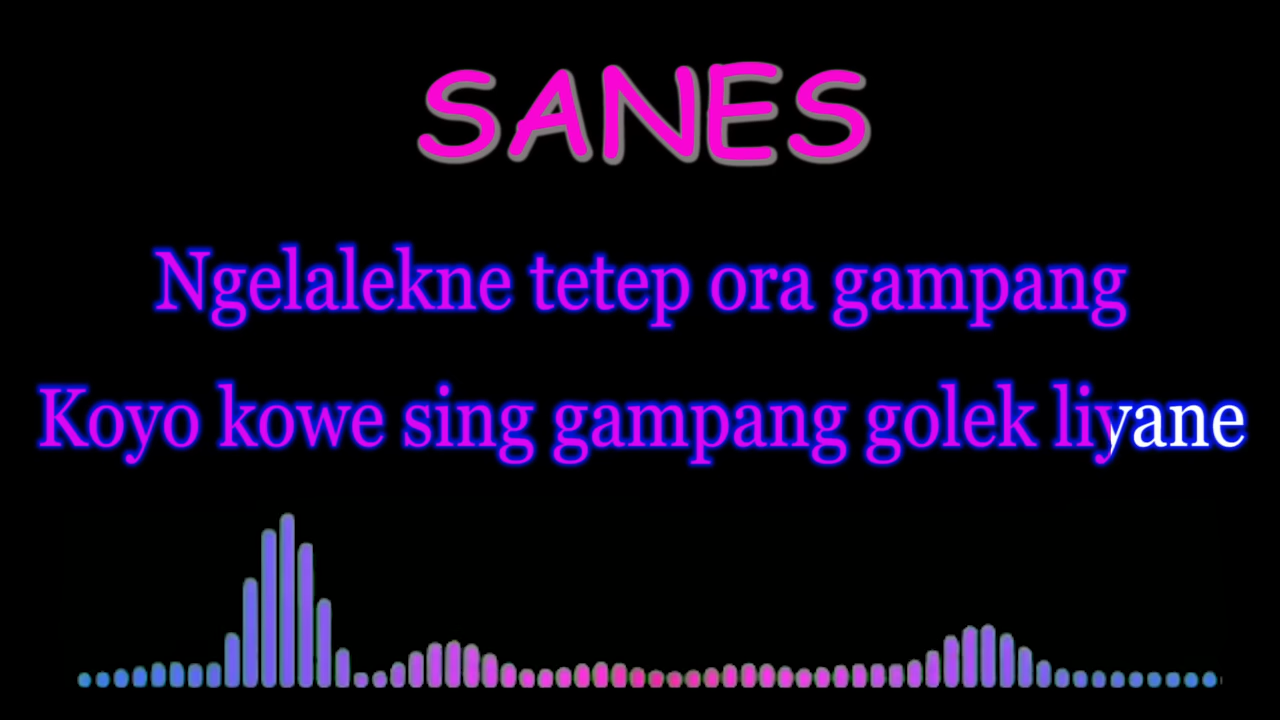 SANES
Ngelalekne tetep ora gampang
Koyo kowe sing gampang golek liyane